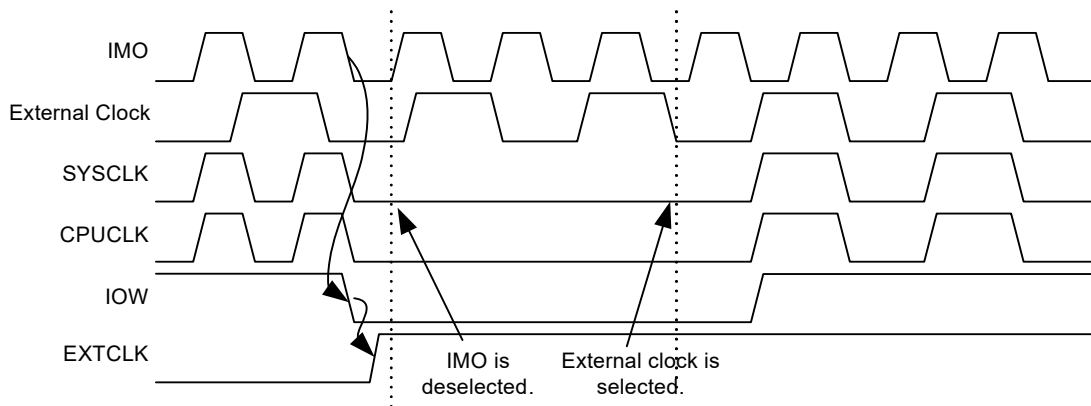 IMO
External Clock
SYSCLK
CPUCLK
IOW
EXTCLK
IMO is
deselected.
External clock is
selected.